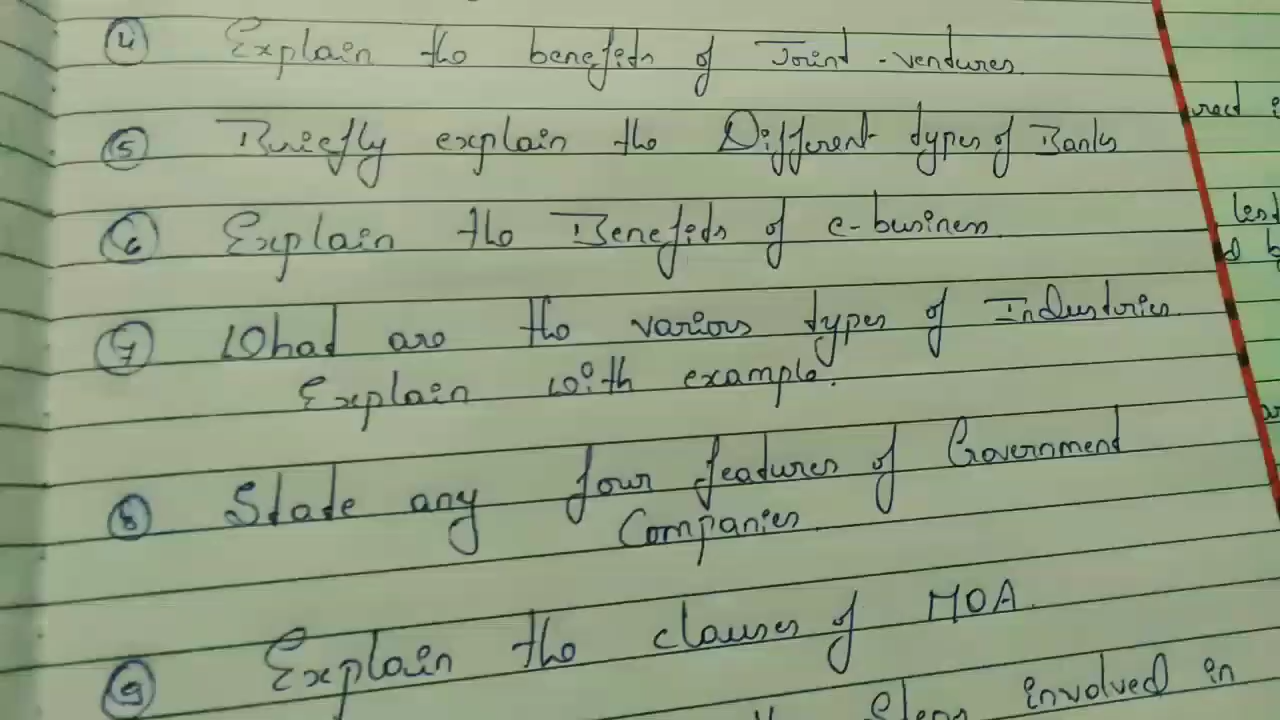 4 Explain the benefits of Joint-ventures.
5 Briefly explain the Different types of Banks
6 Explain the Benefits of e-business
7 What are the various types of Industries
Explain with example.
8 State any four features of Government
Companies.
9 Explain the clauses of MOA.
Steps involved in